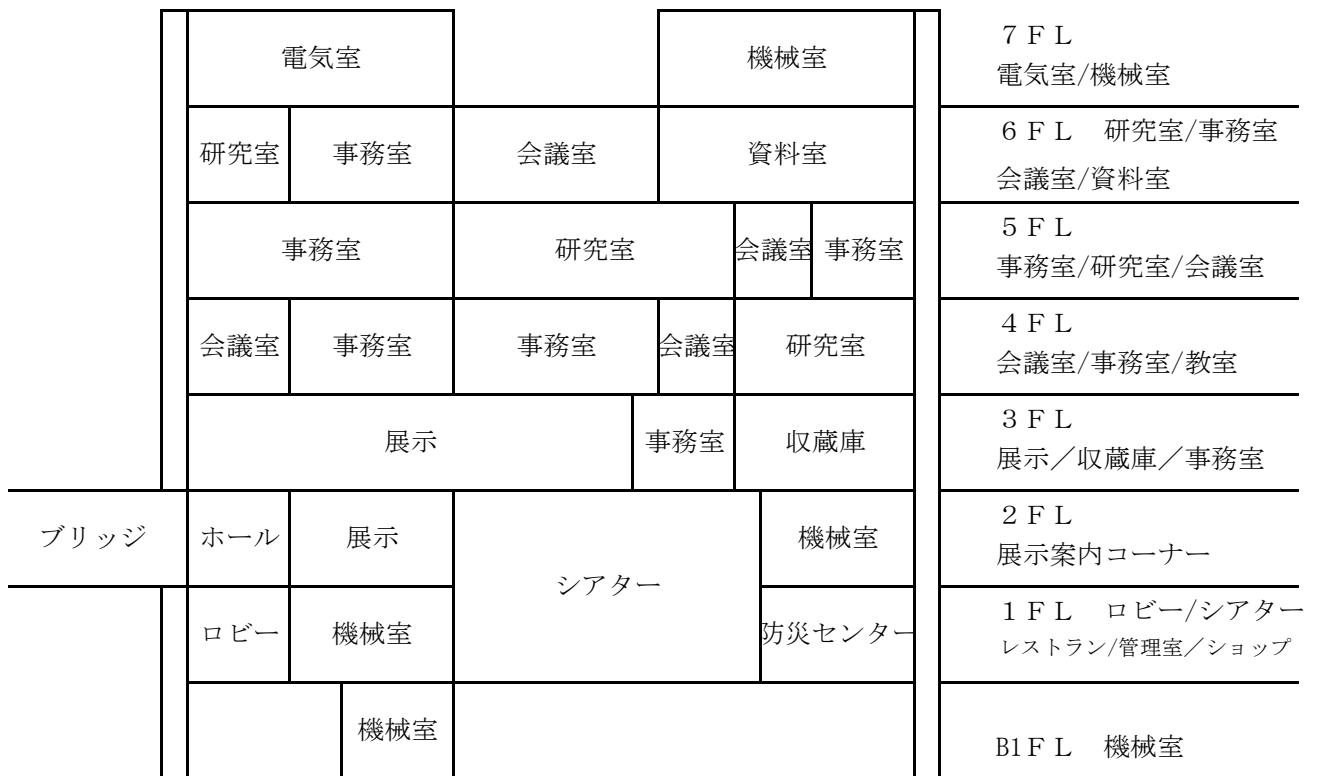 電気室
機械室
７ＦＬ
電気室/機械室
研究室
事務室
会議室
資料室
６ＦＬ　研究室/事務室
会議室/資料室
事務室
研究室
会議室
事務室
５ＦＬ
事務室/研究室/会議室
会議室
事務室
事務室
会議室
研究室
４ＦＬ
会議室/事務室/教室
展示
事務室
収蔵庫
３ＦＬ
展示／収蔵庫／事務室
ブリッジ
ホール
展示
シアター
機械室
２ＦＬ
展示案内コーナー
ロビー
機械室
防災センター
１ＦＬ　ロビー/シアター
レストラン/管理室／ショップ
機械室
B1ＦＬ　機械室